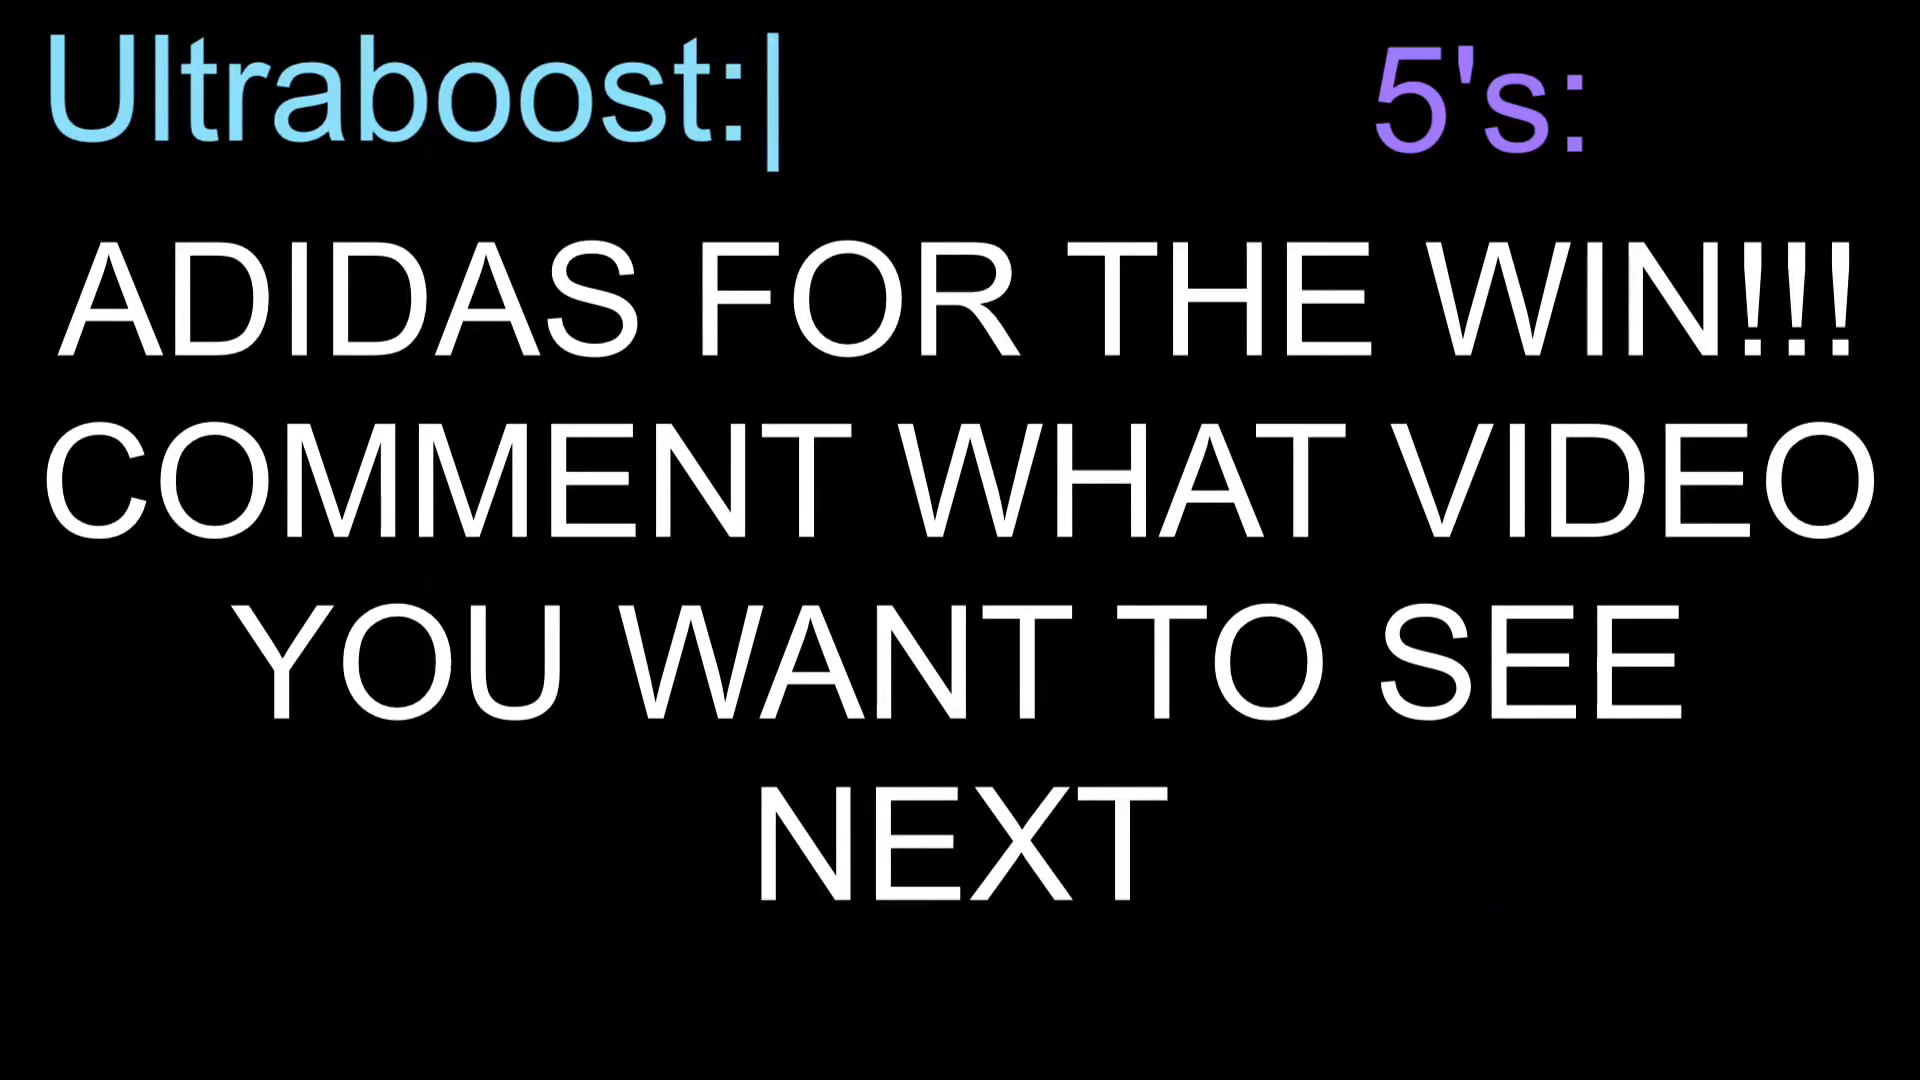 Ultraboost:| 5's:
ADIDAS FOR THE WIN!!!
COMMENT WHAT VIDEO
YOU WANT TO SEE
NEXT